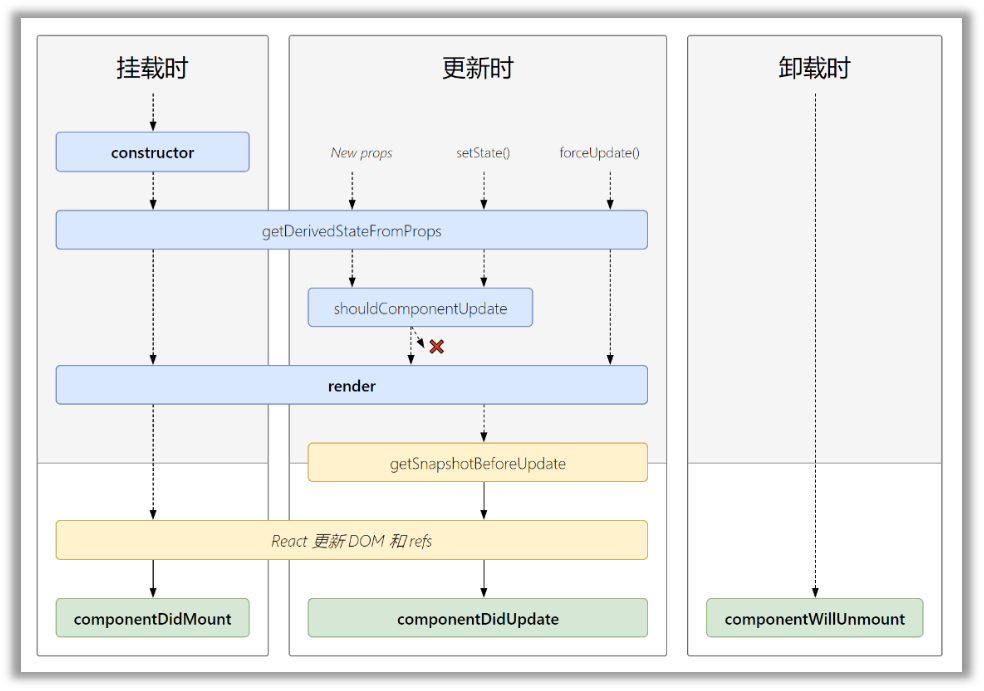 挂载时
更新时
卸载时
constructor
New props
setState()
forceUpdate()
getDerivedStateFromProps
shouldComponentUpdate
render
getSnapshotBeforeUpdate
React 更新 DOM 和 refs
componentDidMount
componentDidUpdate
componentWillUnmount